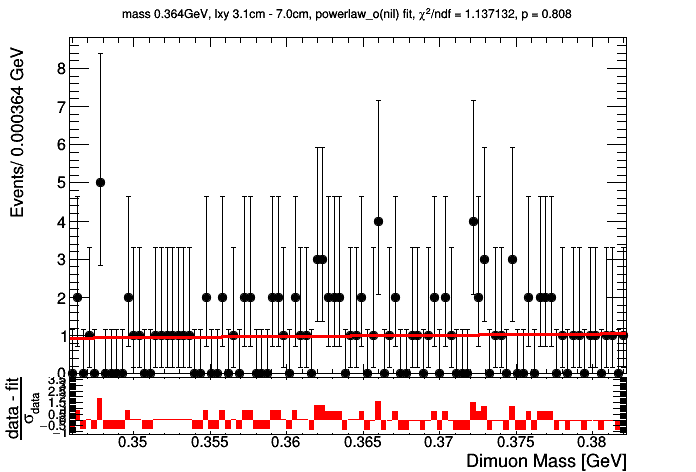 mass 0.364GeV, lxy 3.1cm - 7.0cm, powerlaw_o(nil) fit, χ²/ndf = 1.137132, p = 0.808
Events/ 0.000364 GeV
8
7
6
5
4
3
2
1
0
data - fit
σdata
0.35 0.355 0.36 0.365 0.37 0.375 0.38
Dimuon Mass [GeV]